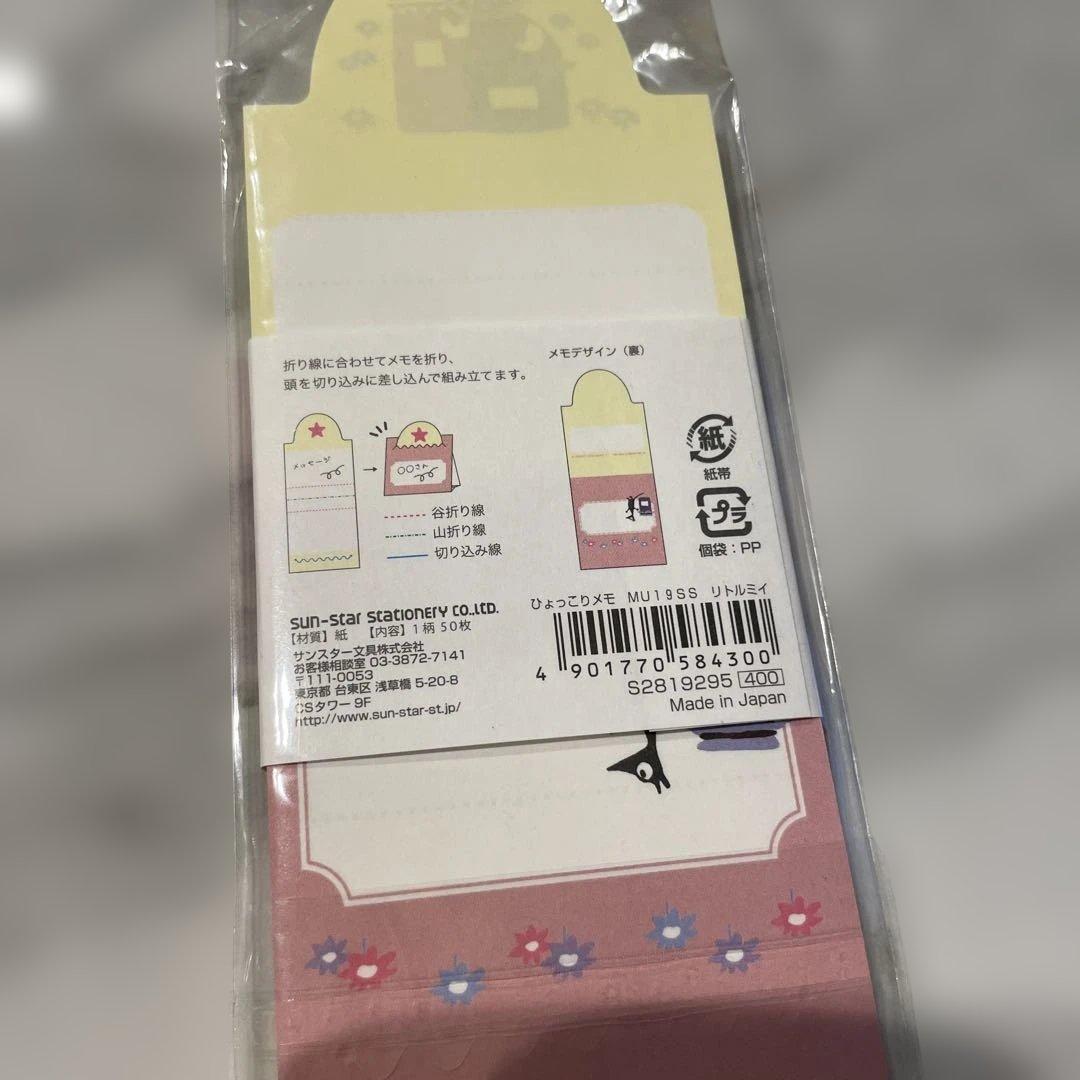 折り線に合わせてメモを折り、
頭を切り込みに差し込んで組み立てます。
メモデザイン（裏）
メッセージ
〇〇さん
谷折り線
山折り線
切り込み線
紙
紙帯
プラ
個袋：PP
sun-star stationery co.,ltd.
【材質】紙 【内容】1柄 50枚
サンスター文具株式会社
お客様相談室 03-3872-7141
〒111-0053
東京都 台東区 浅草橋 5-20-8
CSタワー 9F
http://www.sun-star-st.jp/
ひょっこりメモ MU19SS リトルミイ
4 901770 584300
S2819295 400
Made in Japan